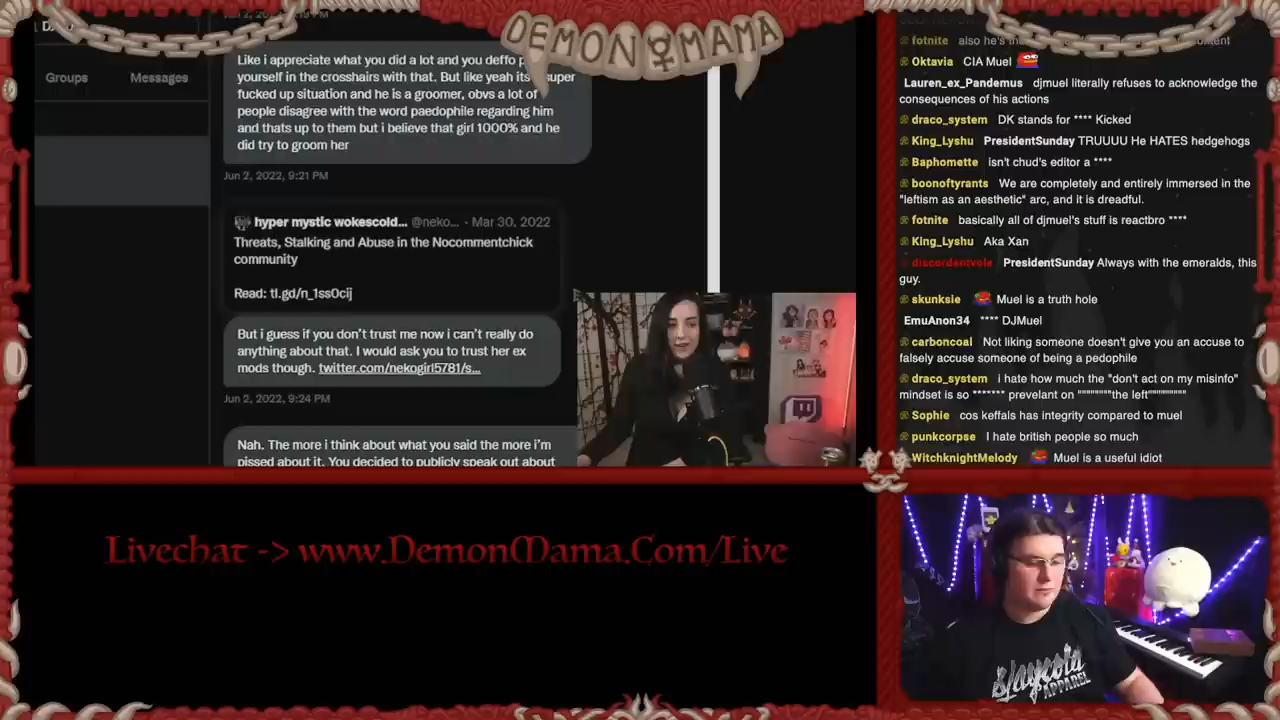 DEMON MAMA
Groups
Messages
Like i appreciate what you did a lot and you deffo p
yourself in the crosshairs with that. But like yeah its super
fucked up situation and he is a groomer, obvs a lot of
people disagree with the word paedophile regarding him
and thats up to them but i believe that girl 1000% and he
did try to groom her
Jun 2, 2022, 9:21 PM
hyper mystic wokescold... @neko... · Mar 30, 2022
Threats, Stalking and Abuse in the Nocommentchick
community
Read: tl.gd/n_1ss0cij
But i guess if you don't trust me now i can't really do
anything about that. I would ask you to trust her ex
mods though. twitter.com/nekogirl5781/s...
Jun 2, 2022, 9:24 PM
Nah. The more i think about what you said the more i'm
pissed about it. You decided to publicly speak out about
fotnite also he's
Oktavia CIA Muel
Lauren_ex_Pandemus djmuel literally refuses to acknowledge the
consequences of his actions
draco_system DK stands for **** Kicked
King_Lyshu PresidentSunday TRUUUU He HATES hedgehogs
Baphomette isn't chud's editor a ****
boonoftyrants We are completely and entirely immersed in the
"leftism as an aesthetic" arc, and it is dreadful.
fotnite basically all of djmuel's stuff is reactbro ****
King_Lyshu Aka Xan
discordantvole PresidentSunday Always with the emeralds, this
guy.
skunksie Muel is a truth hole
EmuAnon34 **** DJMuel
carboncoal Not liking someone doesn't give you an accuse to
falsely accuse someone of being a pedophile
draco_system i hate how much the "don't act on my misinfo"
mindset is so ******* prevelant on """""""""the left"""""""""
Sophie cos keffals has integrity compared to muel
punkcorpse I hate british people so much
WitchknightMelody Muel is a useful idiot
Livechat -> www.DemonMama.Com/Live
Slaycoid
APPAREL